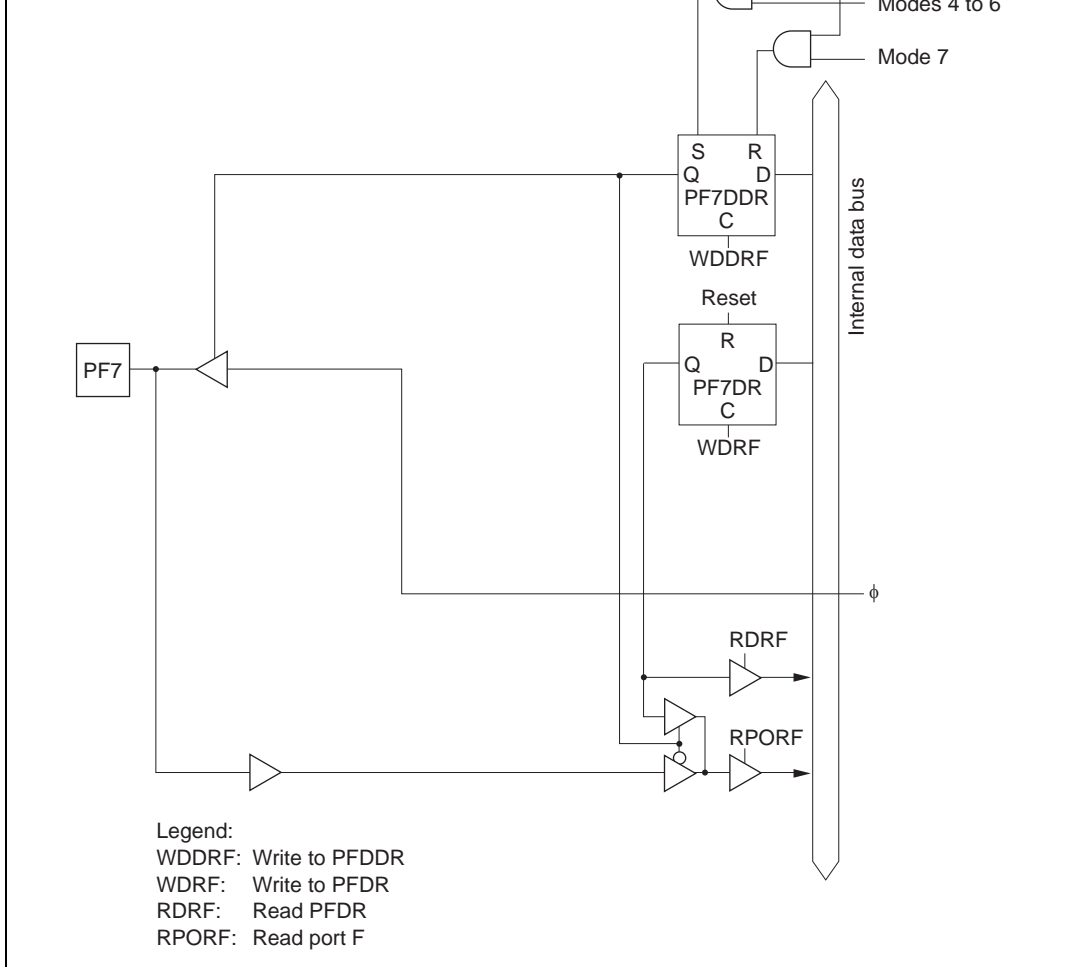 Modes 4 to 6
Mode 7
S R
Q D
PF7DDR
C
WDDRF
Internal data bus
Reset
R
PF7
Q D
PF7DR
C
WDRF
ϕ
RDRF
RPORF
Legend:
WDDRF: Write to PFDDR
WDRF: Write to PFDR
RDRF: Read PFDR
RPORF: Read port F